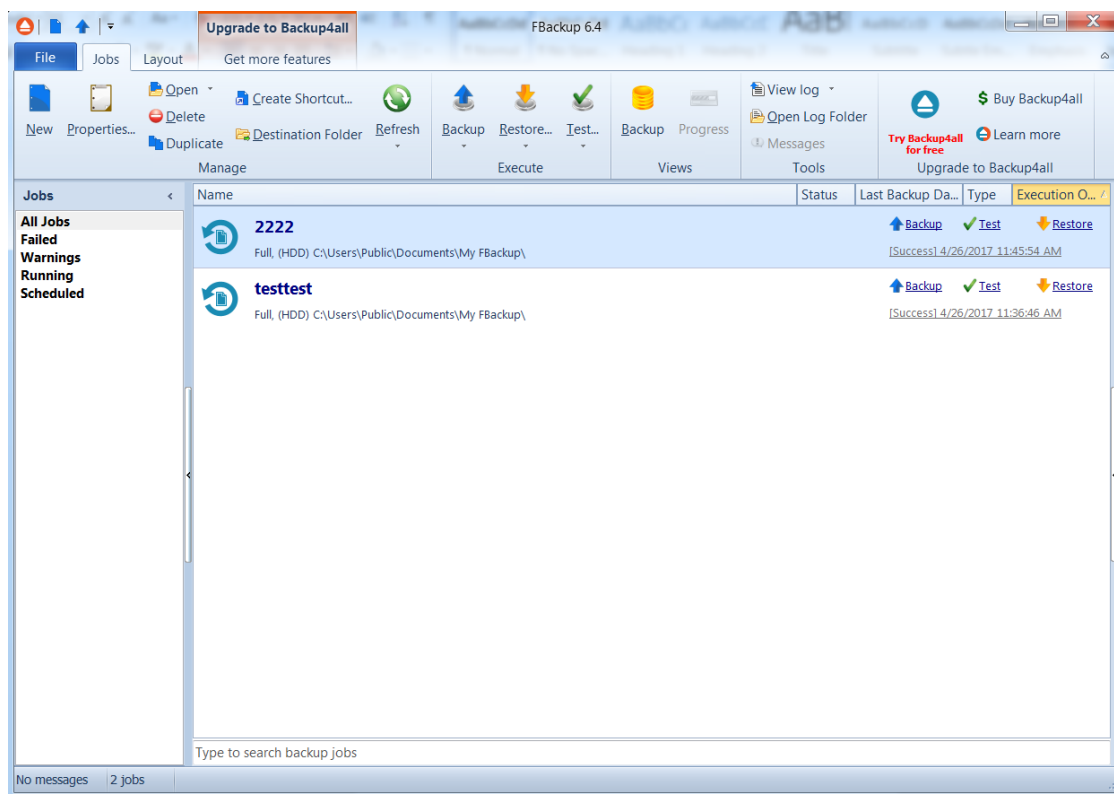 Upgrade to Backup4all
FBackup 6.4
File
Jobs
Layout
Get more features
New
Properties...
Open
Delete
Duplicate
Create Shortcut...
Destination Folder
Refresh
Manage
Backup
Restore...
Test...
Execute
Backup
Progress
Views
View log
Open Log Folder
Messages
Tools
Try Backup4all
for free
$ Buy Backup4all
Learn more
Upgrade to Backup4all
Jobs
All Jobs
Failed
Warnings
Running
Scheduled
Name
Status
Last Backup Da...
Type
Execution O...
2222
Full, (HDD) C:\Users\Public\Documents\My FBackup\
Backup
Test
Restore
[Success] 4/26/2017 11:45:54 AM
testtest
Full, (HDD) C:\Users\Public\Documents\My FBackup\
Backup
Test
Restore
[Success] 4/26/2017 11:36:46 AM
Type to search backup jobs
No messages
2 jobs